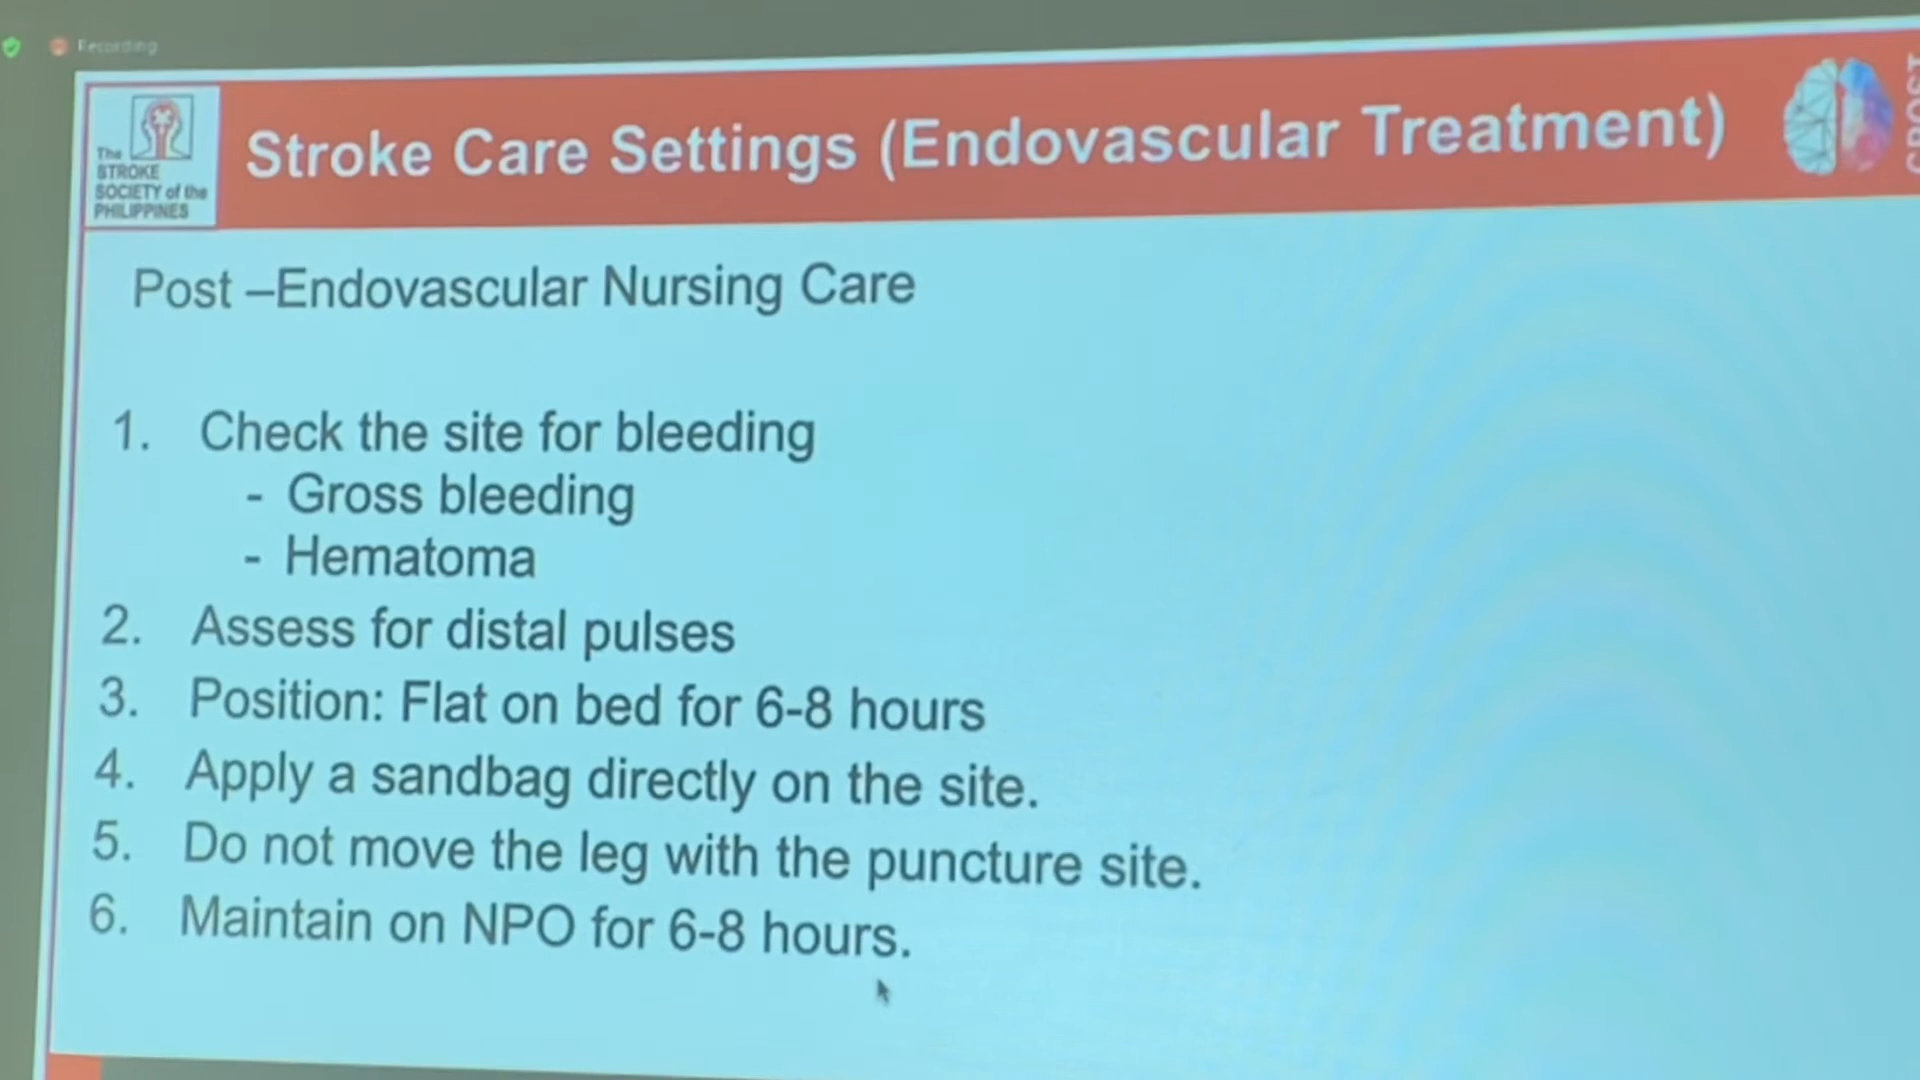 Recording
The
STROKE
SOCIETY of the
PHILIPPINES
Stroke Care Settings (Endovascular Treatment)
Post –Endovascular Nursing Care
1. Check the site for bleeding
- Gross bleeding
- Hematoma
2. Assess for distal pulses
3. Position: Flat on bed for 6-8 hours
4. Apply a sandbag directly on the site.
5. Do not move the leg with the puncture site.
6. Maintain on NPO for 6-8 hours.